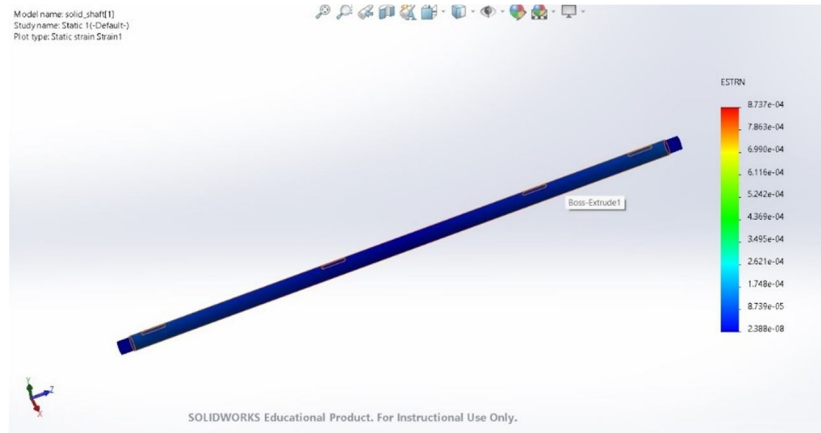 Model name: solid_shaft[1]
Study name: Static 1(-Default-)
Plot type: Static strain Strain1
ESTRN
8.737e-04
7.863e-04
6.990e-04
6.116e-04
5.242e-04
4.369e-04
3.495e-04
2.621e-04
1.748e-04
8.739e-05
2.388e-08
Boss-Extrude1
Y
Z
X
SOLIDWORKS Educational Product. For Instructional Use Only.